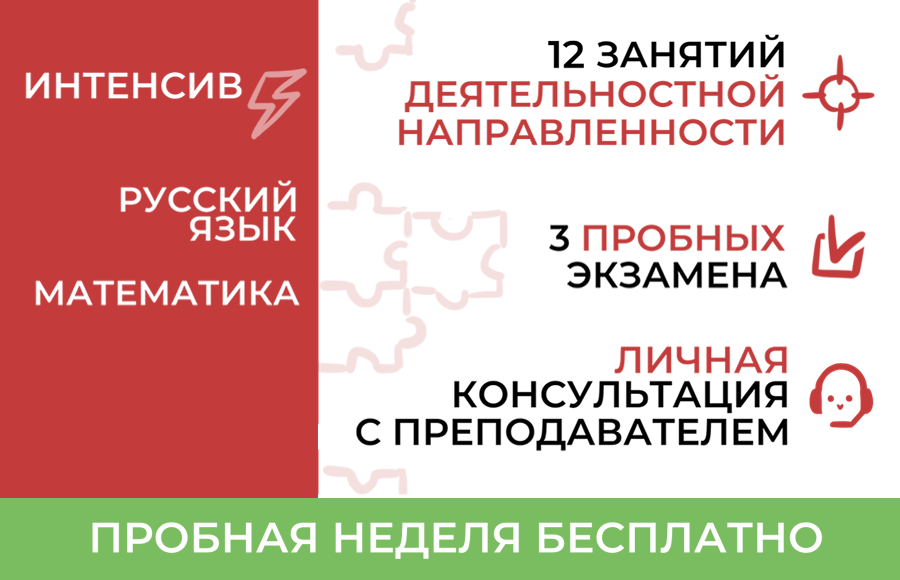 ИНТЕНСИВ
РУССКИЙ
ЯЗЫК
МАТЕМАТИКА
12 ЗАНЯТИЙ
ДЕЯТЕЛЬНОСТНОЙ
НАПРАВЛЕННОСТИ
3 ПРОБНЫХ
ЭКЗАМЕНА
ЛИЧНАЯ
КОНСУЛЬТАЦИЯ
С ПРЕПОДАВАТЕЛЕМ
ПРОБНАЯ НЕДЕЛЯ БЕСПЛАТНО